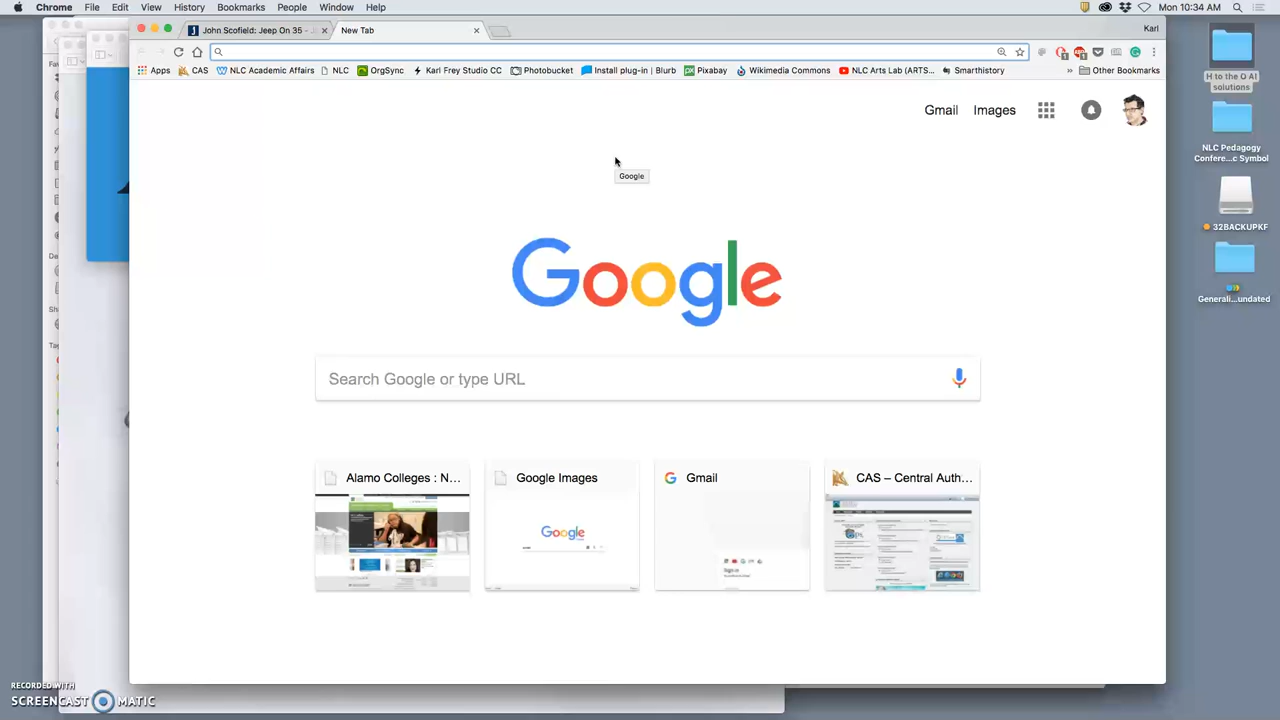 Chrome File Edit View History Bookmarks People Window Help Mon 10:34 AM
John Scofield: Jeep On 35 - J New Tab Karl
Apps CAS NLC Academic Affairs NLC OrgSync Karl Frey Studio CC Photobucket Install plug-in | Blurb Pixabay Wikimedia Commons NLC Arts Lab (ARTS... Smarthistory » Other Bookmarks
Gmail Images
Google
Google
Search Google or type URL
Alamo Colleges : N... Google Images Gmail CAS – Central Auth...
Google
Sign in
H to the Q AI
solutions
NLC Pedagogy
Confere...c Symbol
32BACKUPKF
Generali...undated
RECORDED WITH
SCREENCAST MATIC